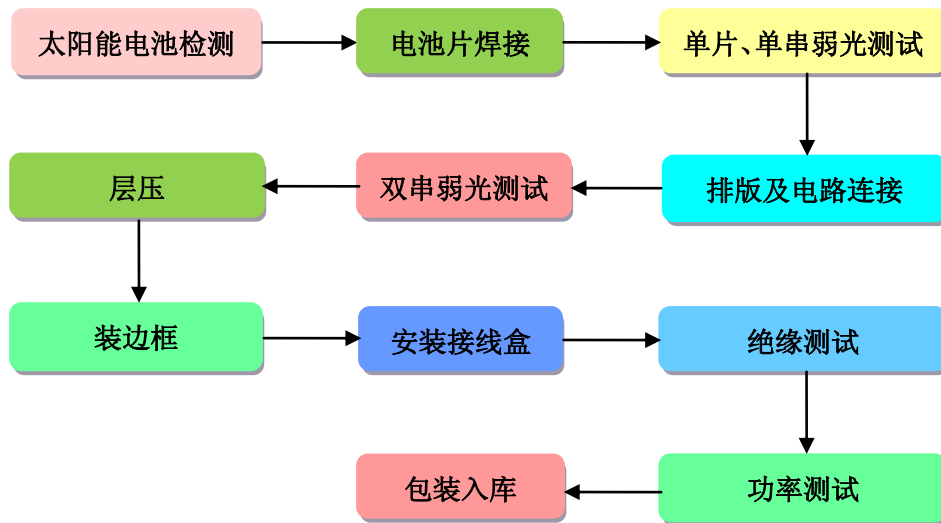 太阳能电池检测
电池片焊接
单片、单串弱光测试
排版及电路连接
双串弱光测试
层压
装边框
安装接线盒
绝缘测试
功率测试
包装入库